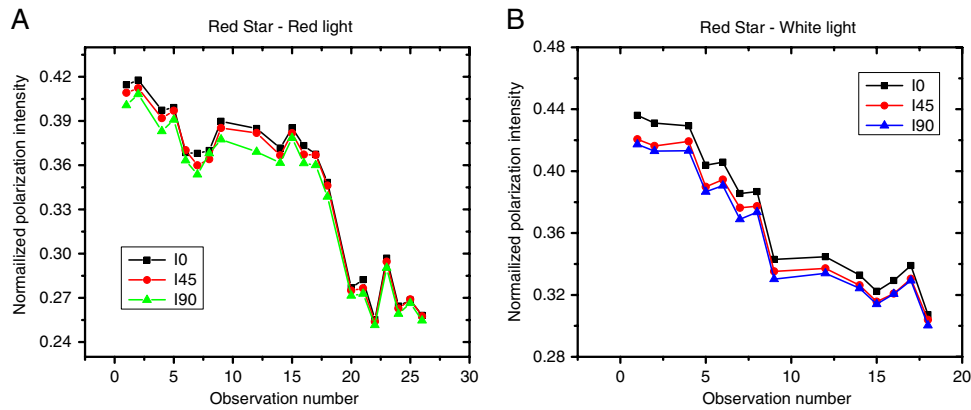 A
Red Star - Red light
Normailized polarization intensity
0.42
0.39
0.36
0.33
0.30
0.27
0.24
I0
I45
I90
0 5 10 15 20 25 30
Observation number
B
Red Star - White light
Normalized polarization intensity
0.48
0.44
0.40
0.36
0.32
0.28
I0
I45
I90
0 5 10 15 20
Observation number